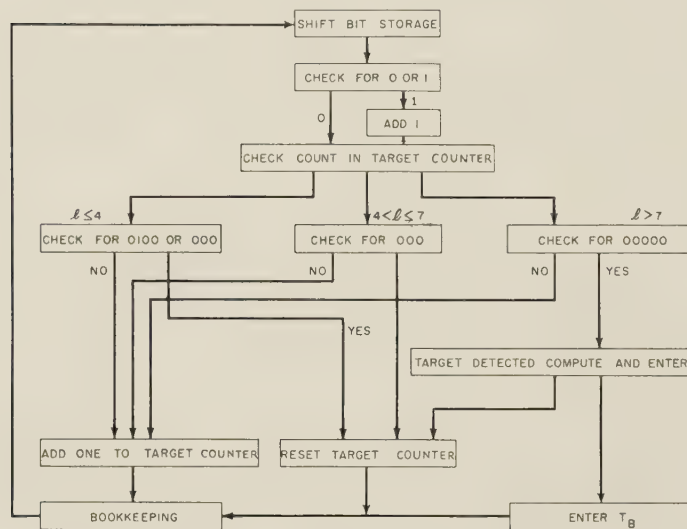 SHIFT BIT STORAGE
CHECK FOR 0 OR 1
0
1
ADD 1
CHECK COUNT IN TARGET COUNTER
ℓ ≤ 4
4 < ℓ ≤ 7
ℓ > 7
CHECK FOR 0100 OR 000
CHECK FOR 000
CHECK FOR 00000
NO
NO
NO
YES
YES
TARGET DETECTED COMPUTE AND ENTER
ADD ONE TO TARGET COUNTER
RESET TARGET COUNTER
BOOKKEEPING
ENTER T_B